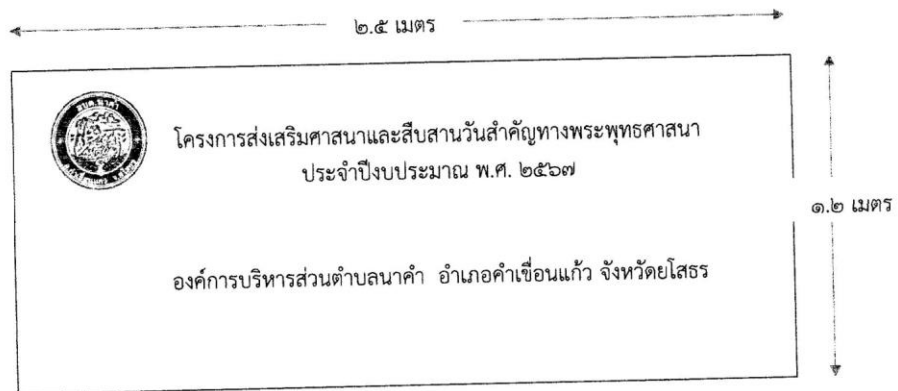 ๒.๕ เมตร
โครงการส่งเสริมศาสนาและสืบสานวันสำคัญทางพระพุทธศาสนา
ประจำปีงบประมาณ พ.ศ. ๒๕๖๗
๑.๒ เมตร
องค์การบริหารส่วนตำบลนาคำ อำเภอคำเขื่อนแก้ว จังหวัดยโสธร